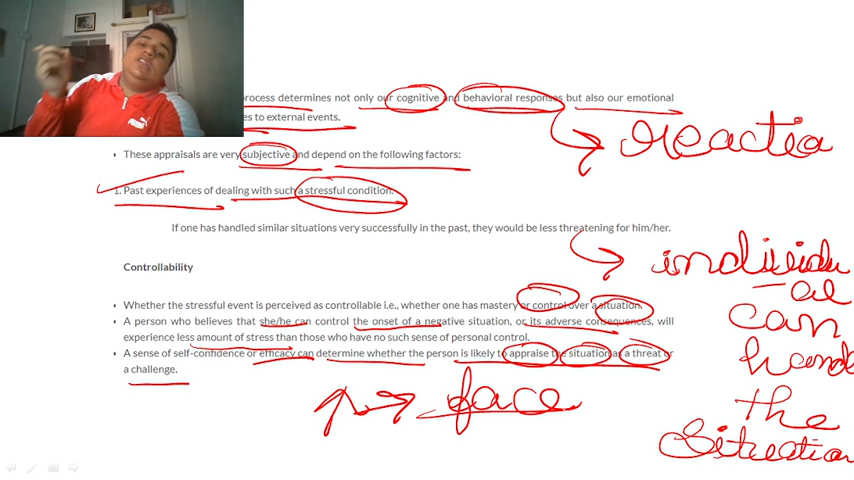 process determines not only our cognitive and behavioral responses but also our emotional
es to external events.
reactio
• These appraisals are very subjective and depend on the following factors:
1. Past experiences of dealing with such a stressful condition.
If one has handled similar situations very successfully in the past, they would be less threatening for him/her.
individu
-al
can
hand
the
Situation
Controllability
• Whether the stressful event is perceived as controllable i.e., whether one has mastery or control over a situation.
• A person who believes that she/he can control the onset of a negative situation, or its adverse consequences, will
experience less amount of stress than those who have no such sense of personal control.
• A sense of self-confidence or efficacy can determine whether the person is likely to appraise the situation as a threat or
a challenge.
face
PUMA